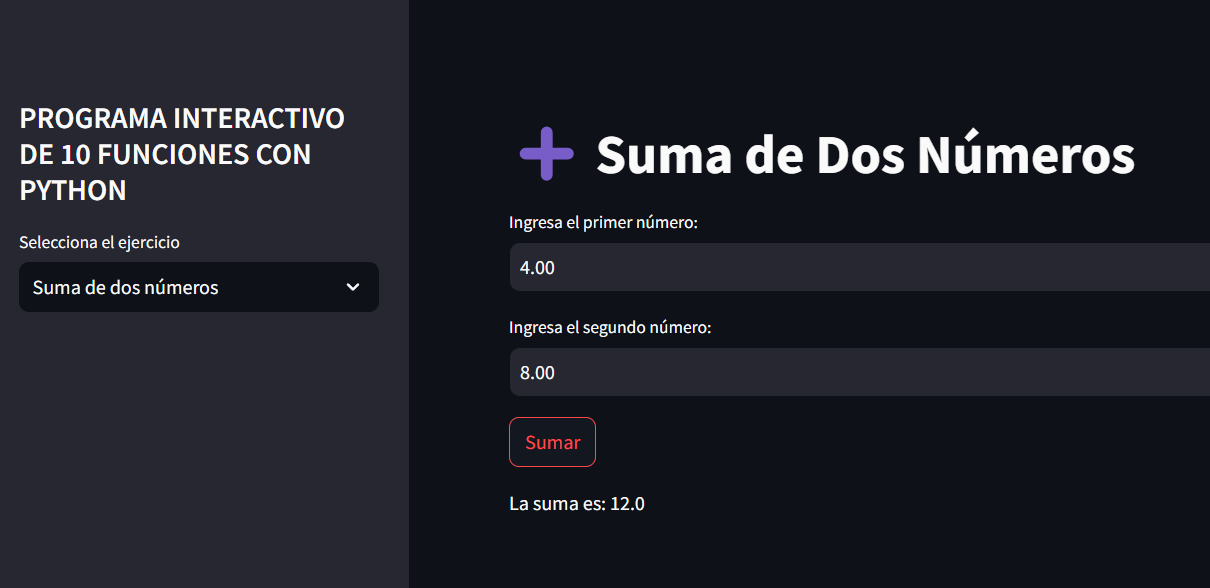 PROGRAMA INTERACTIVO
DE 10 FUNCIONES CON
PYTHON
Selecciona el ejercicio
Suma de dos números
Suma de Dos Números
Ingresa el primer número:
4.00
Ingresa el segundo número:
8.00
Sumar
La suma es: 12.0